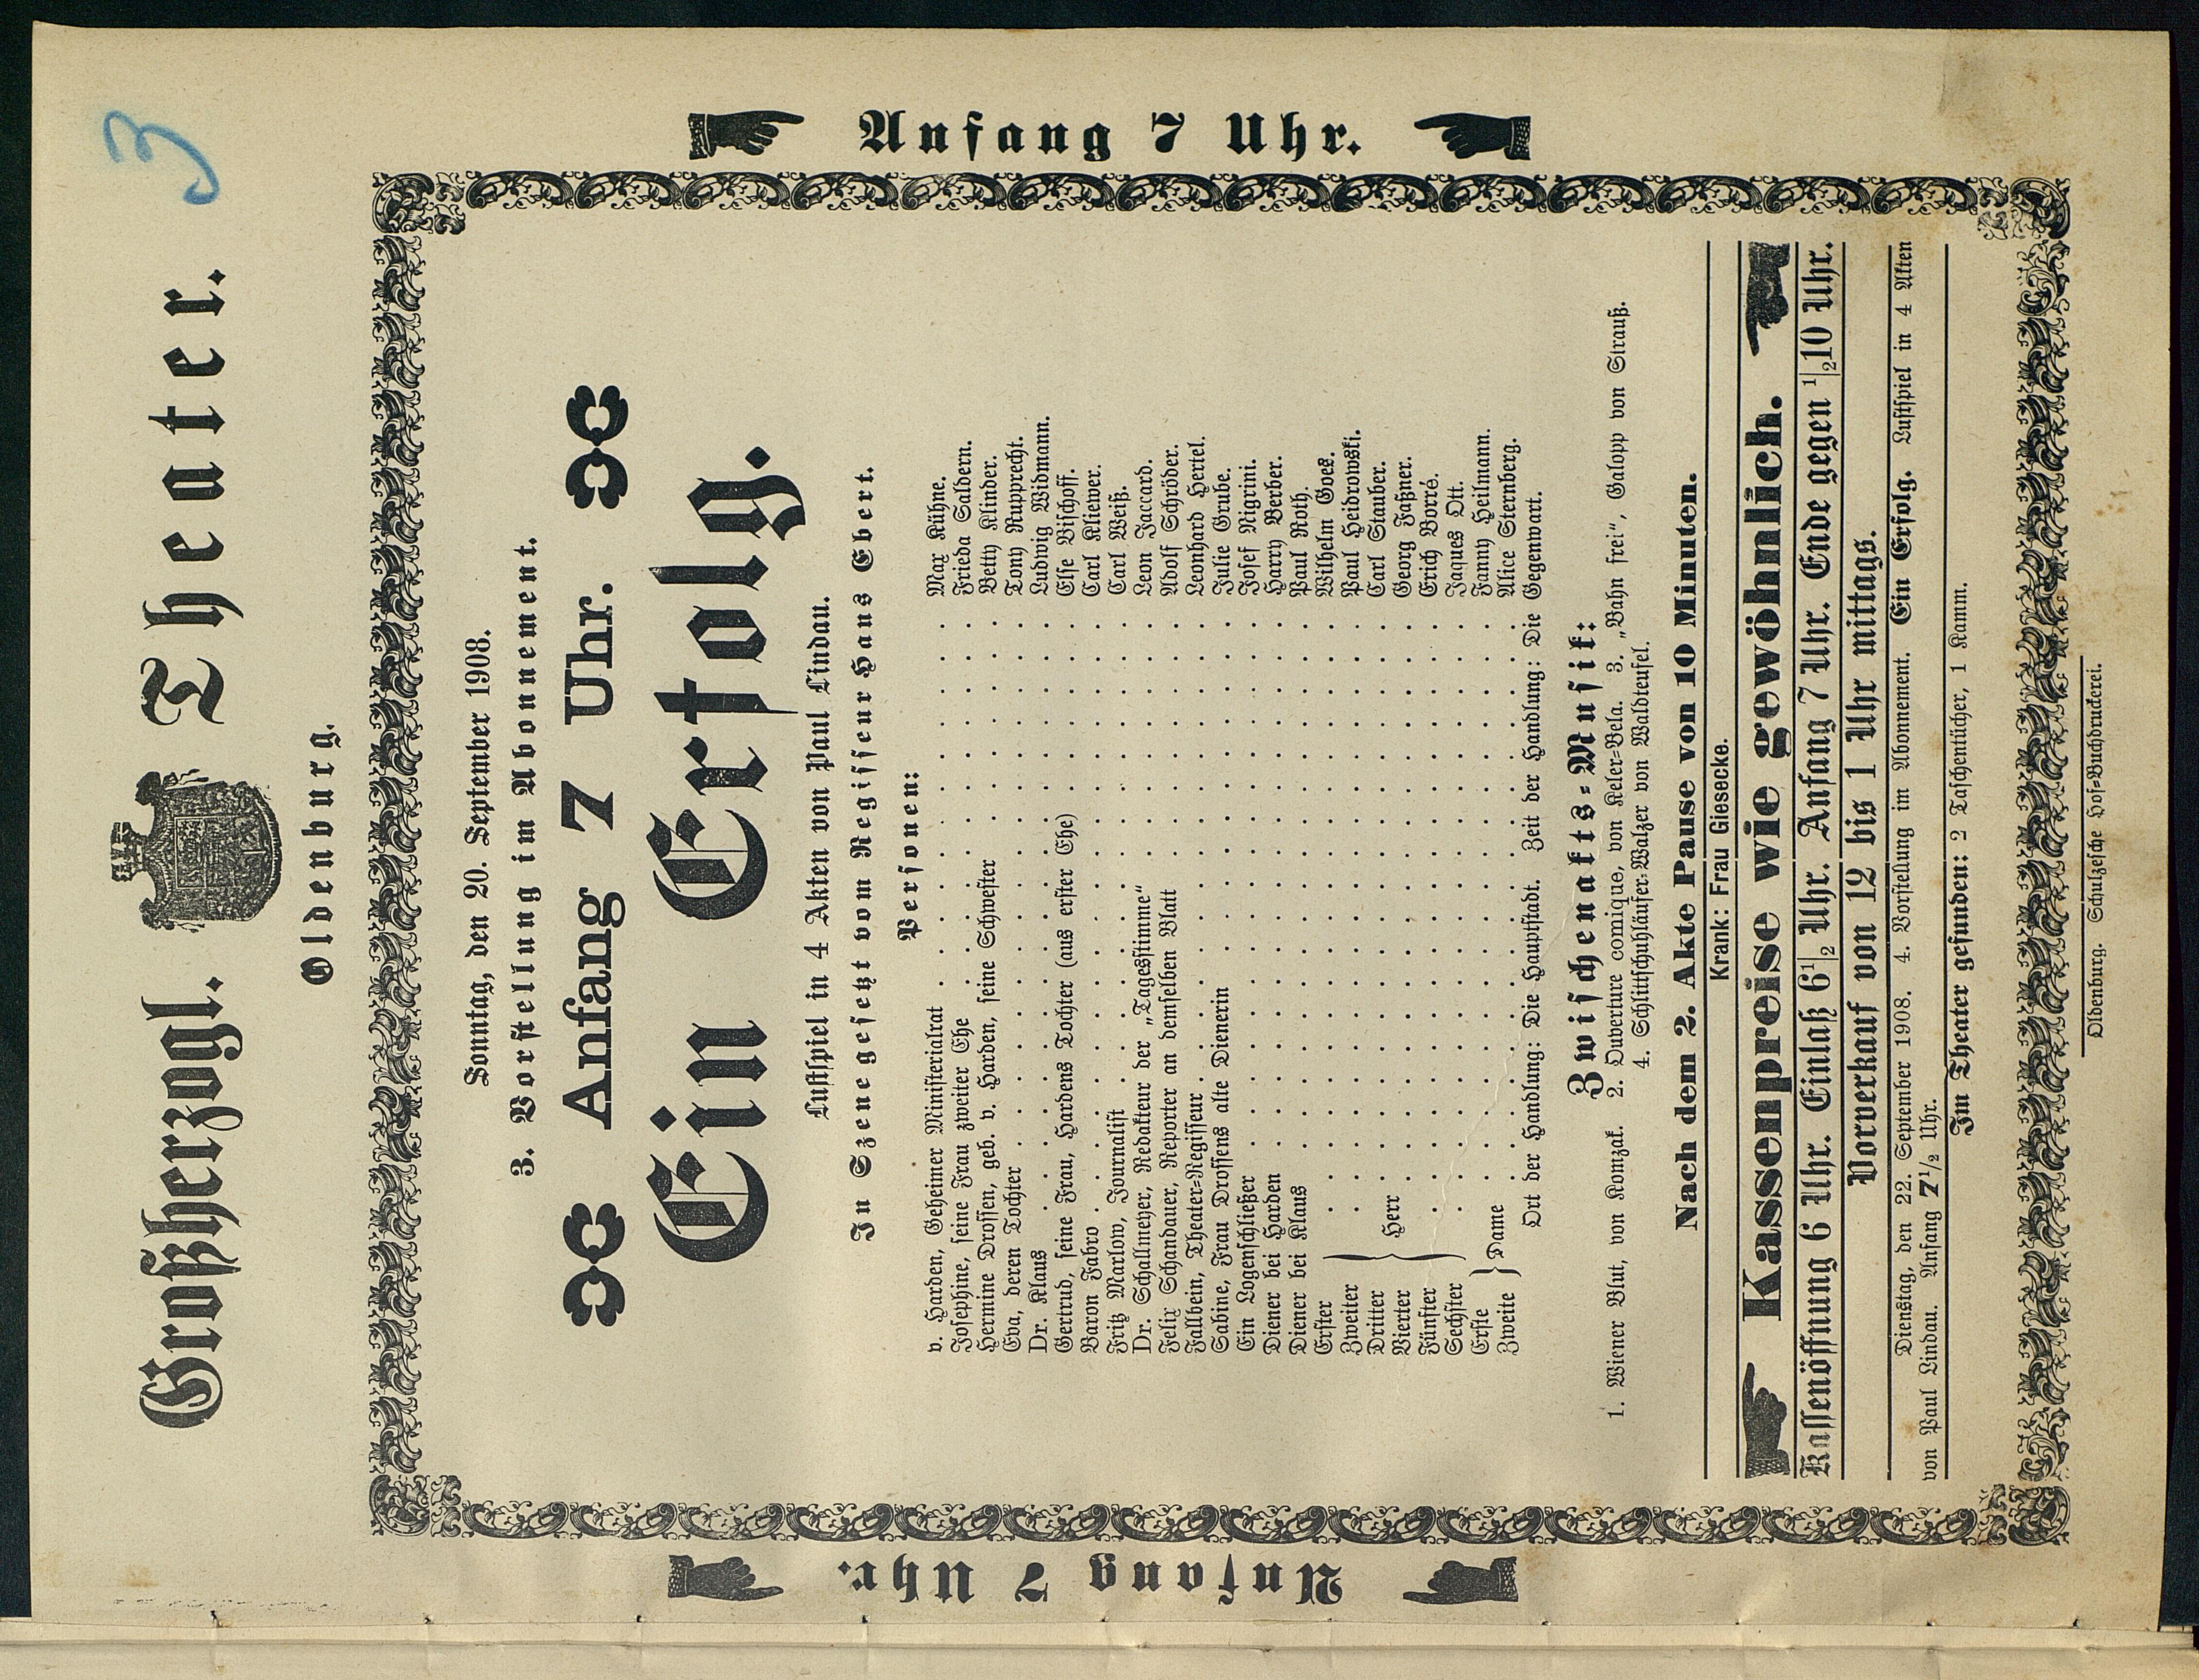 3
Großherzogl. Theater.
Oldenburg.
Anfang 7 Uhr.
Anfang 7 Uhr.
Sonntag, den 20. September 1908.
3. Vorstellung im Abonnement.
Anfang 7 Uhr.
Ein Erfolg.
Lustspiel in 4 Akten von Paul Lindau.
In Szene gesetzt vom Regisseur Hans Ebert.
Personen:
v. Harden, Geheimer Ministerialrat . . . . . . . . . . Max Kühne.
Josephine, seine Frau zweiter Ehe . . . . . . . . . . Frieda Saldern.
Hermine Drossen, geb. v. Harden, seine Schwester . . . . . . Betty Klinder.
Eva, deren Tochter . . . . . . . . . . Tony Rupprecht.
Dr. Klaus . . . . . . . . . . Ludwig Widmann.
Gertrud, seine Frau, Hardens Tochter (aus erster Ehe) . . . . . . Else Bischoff.
Baron Fabro . . . . . . . . . . Carl Kliewer.
Fritz Marlow, Journalist . . . . . . . . . . Carl Weiß.
Dr. Schallmeyer, Redakteur der „Tagesstimme“ . . . . . . . . Leon Jaccard.
Felix Schandauer, Reporter an demselben Blatt . . . . . . . . Adolf Schröder.
Fallbein, Theater-Regisseur . . . . . . . . . . Leonhard Hertel.
Sabine, Frau Drossens alte Dienerin . . . . . . . . . . Julie Grube.
Ein Logenschließer . . . . . . . . . . Josef Nigrini.
Diener bei Harden . . . . . . . . . . Harry Berber.
Diener bei Klaus . . . . . . . . . . Paul Roth.
Erster . . . . . . . . . . Wilhelm Goes.
Zweiter . . . . . . . . . . Paul Heidrowski.
Dritter } Herr . . . . . . . . . . Carl Stauber.
Vierter . . . . . . . . . . Georg Faßner.
Fünfter . . . . . . . . . . Erich Borré.
Sechster . . . . . . . . . . Jaques Ott.
Erste } Dame . . . . . . . . . . Fanny Heilmann.
Zweite . . . . . . . . . . Alice Sternberg.
Ort der Handlung: Die Hauptstadt. Zeit der Handlung: Die Gegenwart.
Zwischenakts-Musik:
1. Wiener Blut, von Komzak. 2. Ouverture comique, von Keler-Bela. 3. „Bahn frei“, Galopp von Strauß.
4. Schlittschuhläufer-Walzer von Waldteufel.
Nach dem 2. Akte Pause von 10 Minuten.
Krank: Frau Giesecke.
Kassenpreise wie gewöhnlich.
Kassenöffnung 6 Uhr. Einlaß 6 1/2 Uhr. Anfang 7 Uhr. Ende gegen 1/2 10 Uhr.
Vorverkauf von 12 bis 1 Uhr mittags.
Dienstag, den 22. September 1908. 4. Vorstellung im Abonnement. Ein Erfolg. Lustspiel in 4 Akten
von Paul Lindau. Anfang 7 1/2 Uhr.
Im Theater gefunden: 2 Taschentücher, 1 Kamm.
Oldenburg. Schulzesche Hof-Buchdruckerei.